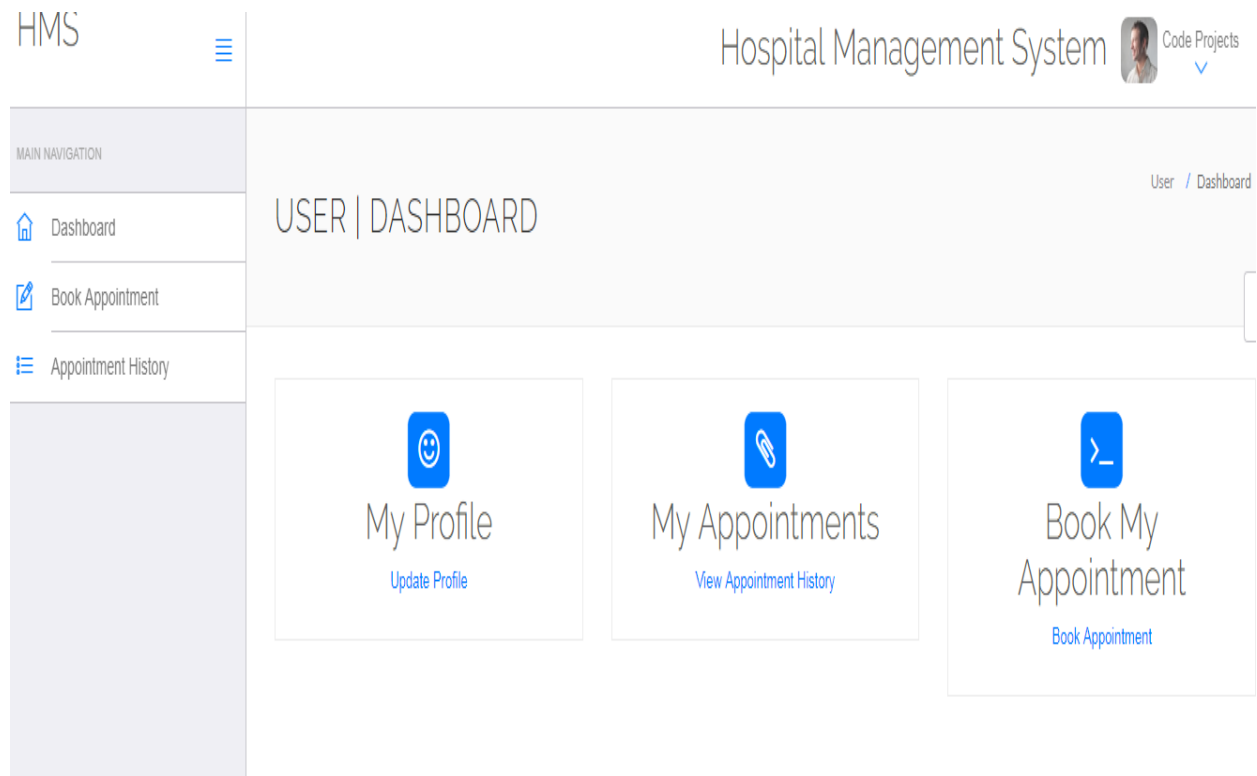 HMS
Hospital Management System
Code Projects
MAIN NAVIGATION
Dashboard
Book Appointment
Appointment History
User / Dashboard
USER | DASHBOARD
My Profile
Update Profile
My Appointments
View Appointment History
Book My
Appointment
Book Appointment